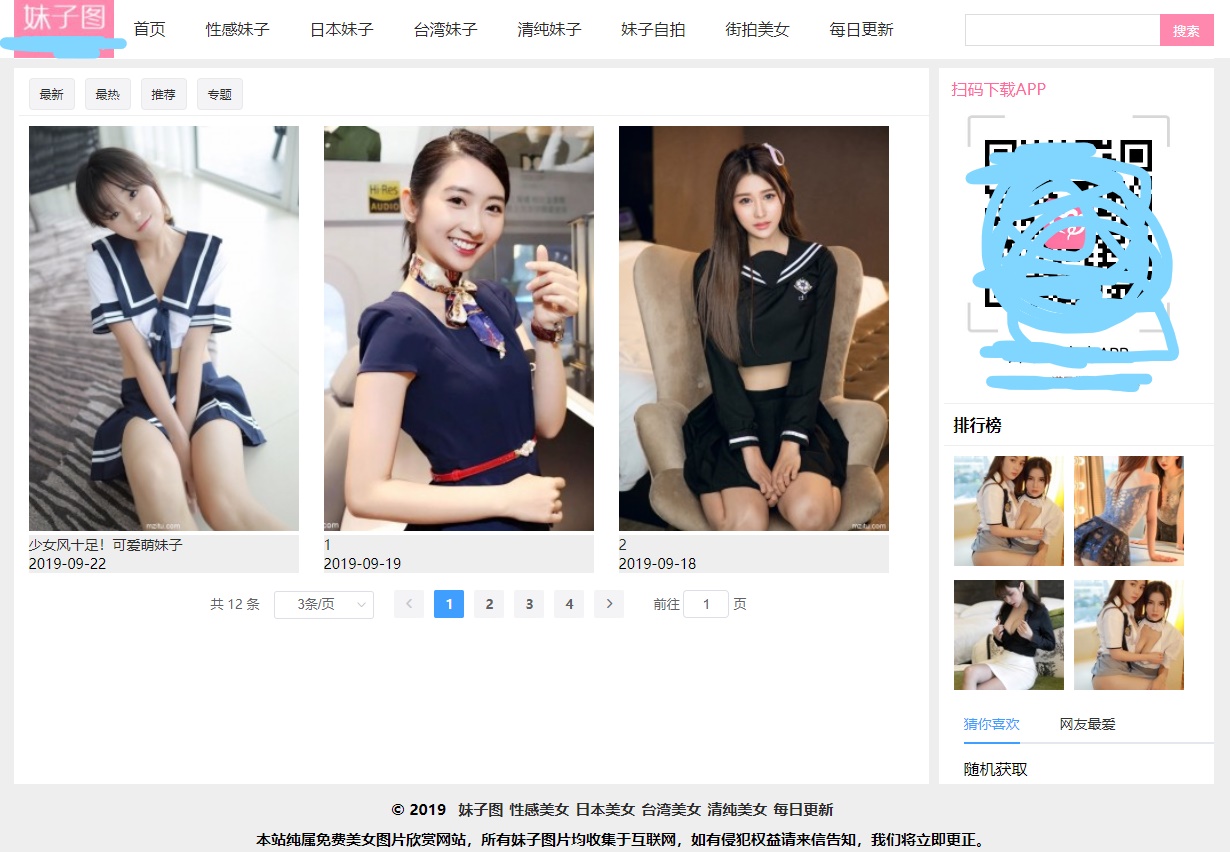 妹子图
首页 性感妹子 日本妹子 台湾妹子 清纯妹子 妹子自拍 街拍美女 每日更新
搜索
最新 最热 推荐 专题
扫码下载APP
Hi-Res
AUDIO
mzitu.com
.com
mzitu.com
少女风十足！可爱萌妹子
2019-09-22
1
2019-09-19
2
2019-09-18
共 12 条 3条/页 1 2 3 4 前往 1 页
排行榜
猜你喜欢 网友最爱
随机获取
© 2019 妹子图 性感美女 日本美女 台湾美女 清纯美女 每日更新
本站纯属免费美女图片欣赏网站，所有妹子图片均收集于互联网，如有侵犯权益请来信告知，我们将立即更正。